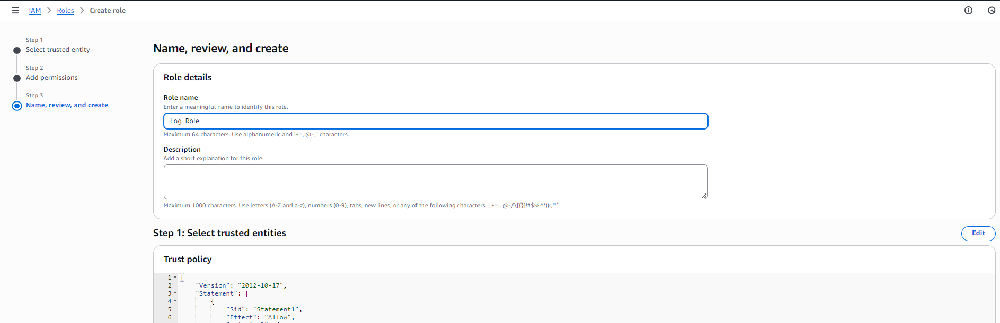 IAM > Roles > Create role
Step 1
Select trusted entity
Step 2
Add permissions
Step 3
Name, review, and create
Name, review, and create
Role details
Role name
Enter a meaningful name to identify this role.
Log_Role
Maximum 64 characters. Use alphanumeric and '+=,.@-_' characters.
Description
Add a short explanation for this role.
Maximum 1000 characters. Use letters (A-Z and a-z), numbers (0-9), tabs, new lines, or any of the following characters: _+=,. @-/\[{}]!#$%^*();:;"'`
Step 1: Select trusted entities
Edit
Trust policy
1 {
2 "Version": "2012-10-17",
3 "Statement": [
4 {
5 "Sid": "Statement1",
6 "Effect": "Allow",